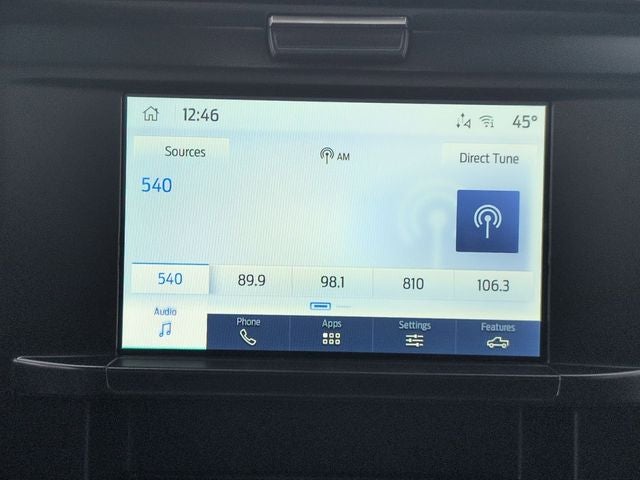 12:46 45°
Sources AM Direct Tune
540
540 89.9 98.1 810 106.3
Audio Phone Apps Settings Features